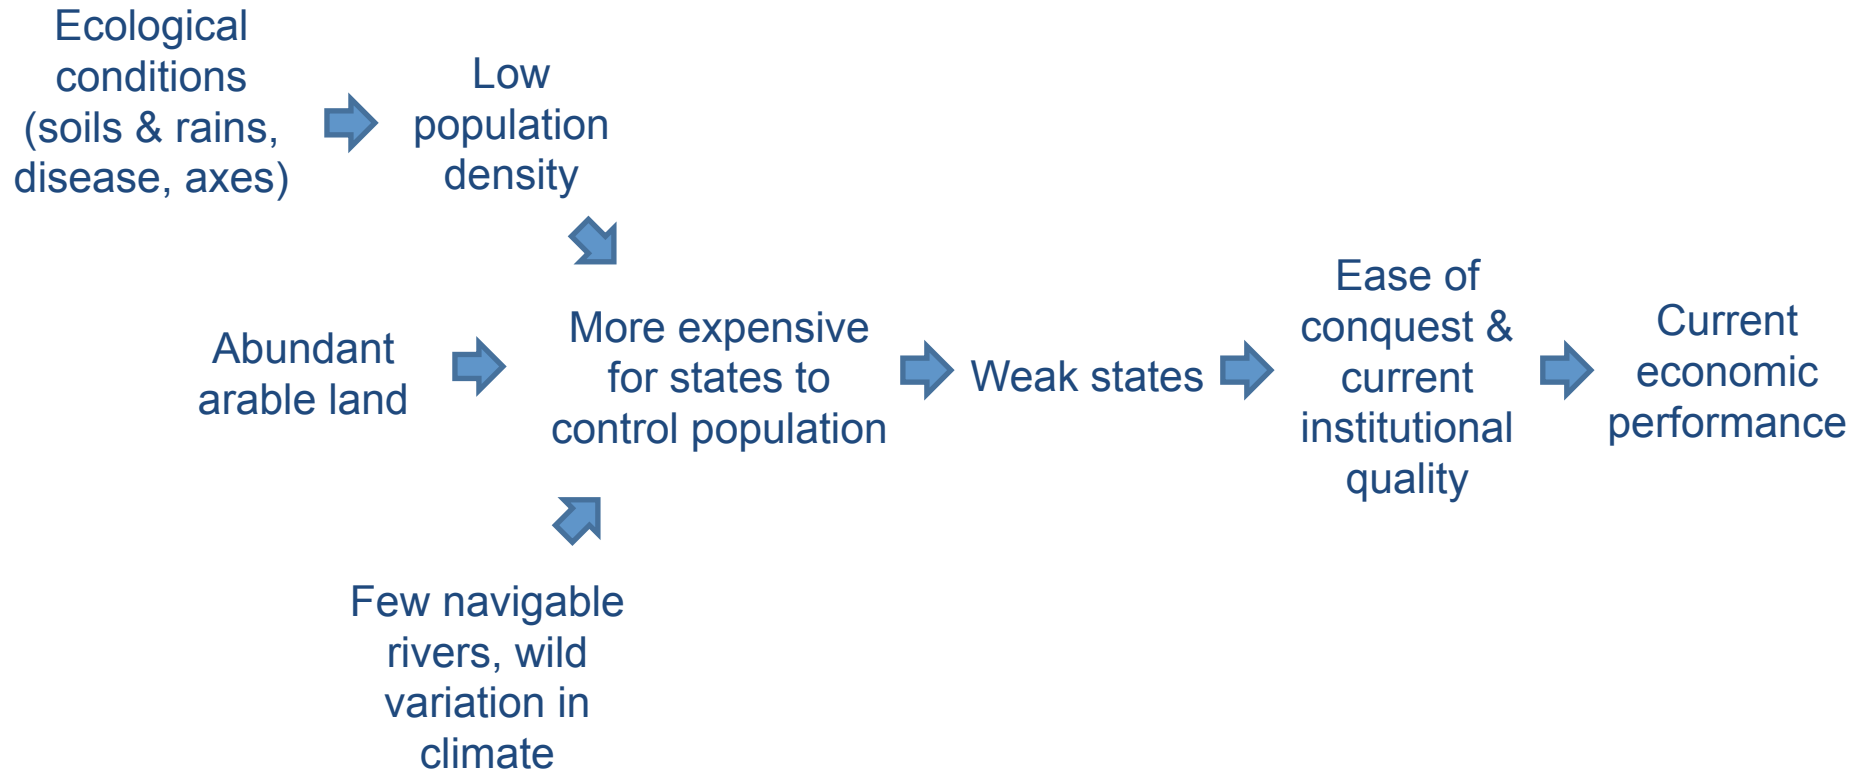 Ecological
conditions
(soils & rains,
disease, axes)
Low
population
density
Abundant
arable land
More expensive
for states to
control population
Weak states
Ease of
conquest &
current
institutional
quality
Current
economic
performance
Few navigable
rivers, wild
variation in
climate